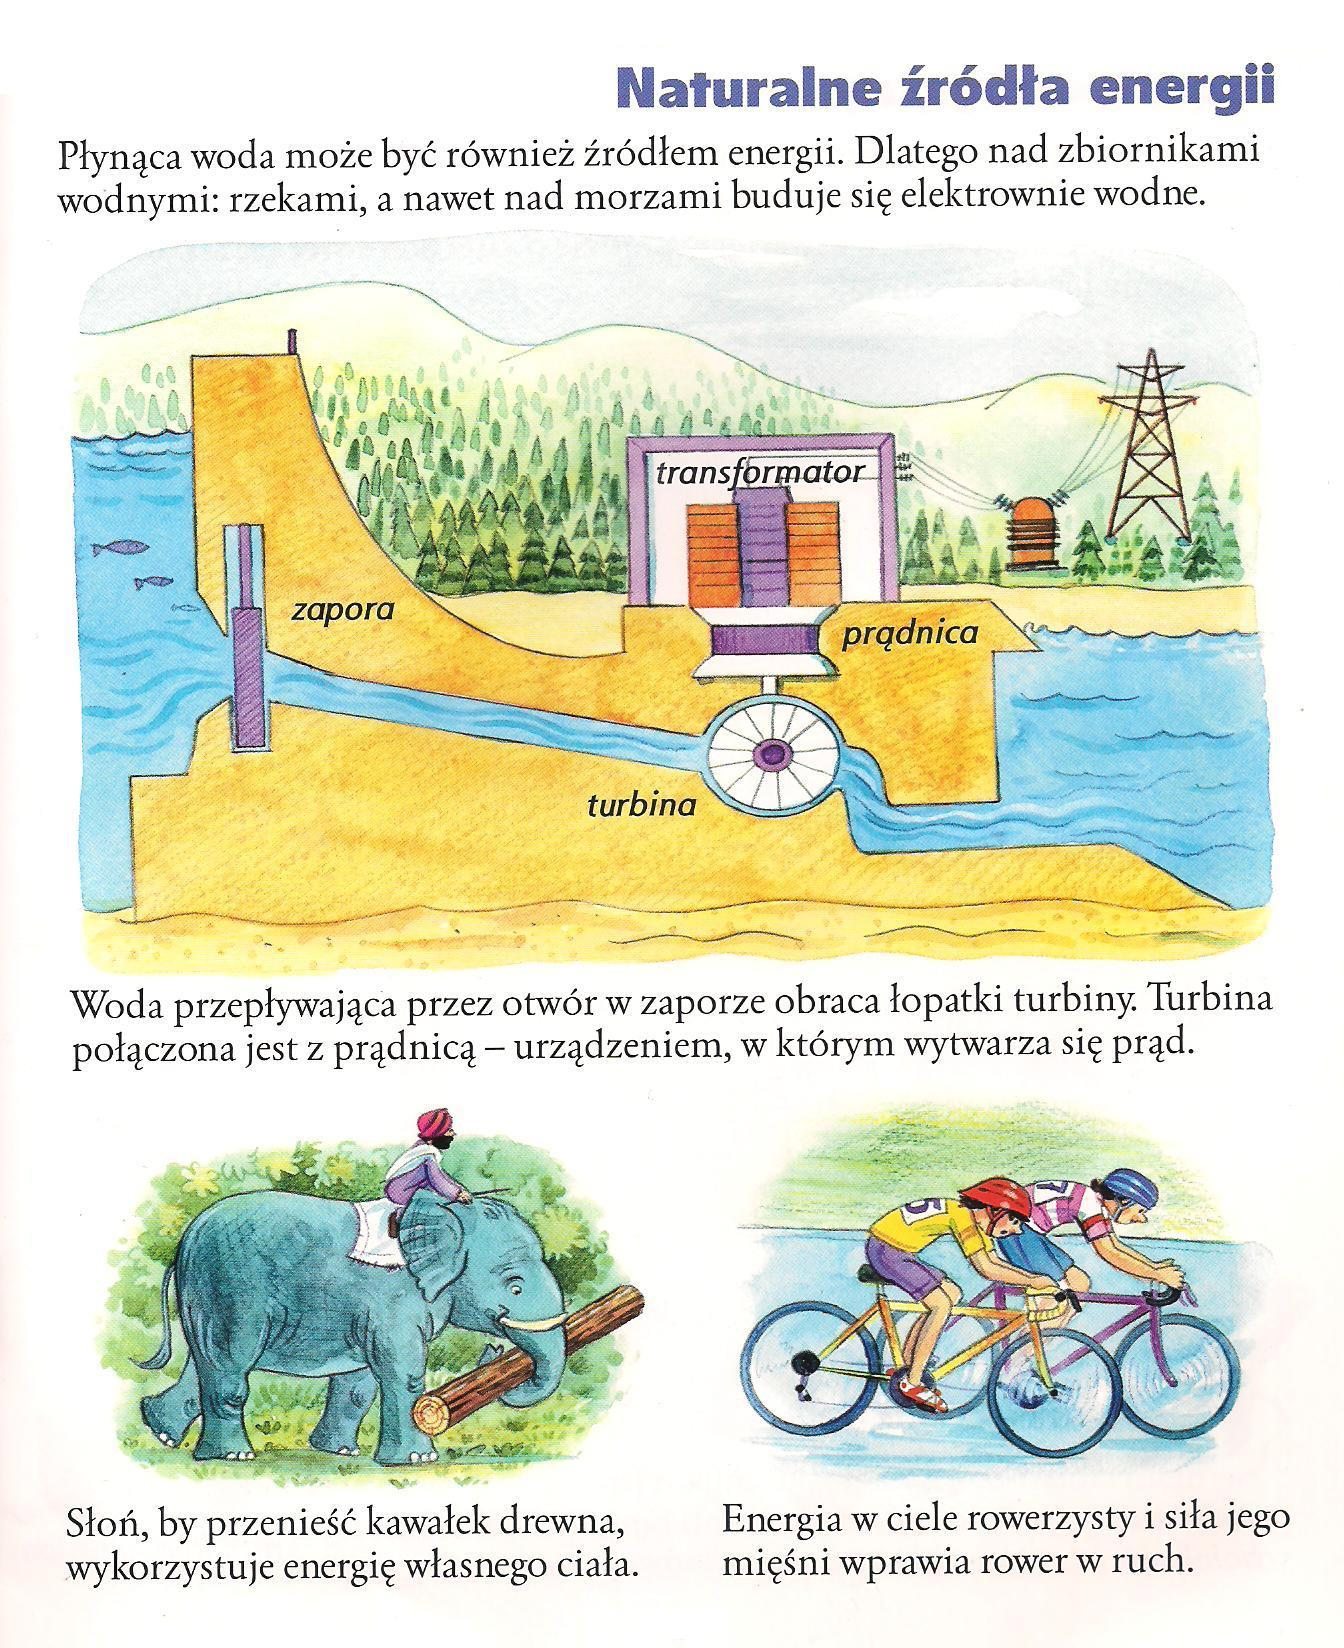 Naturalne źródła energii
Płynąca woda może być również źródłem energii. Dlatego nad zbiornikami
wodnymi: rzekami, a nawet nad morzami buduje się elektrownie wodne.
transformator
zapora
prądnica
turbina
Woda przepływająca przez otwór w zaporze obraca łopatki turbiny. Turbina
połączona jest z prądnicą – urządzeniem, w którym wytwarza się prąd.
5
7
Słoń, by przenieść kawałek drewna,
wykorzystuje energię własnego ciała.
Energia w ciele rowerzysty i siła jego
mięśni wprawia rower w ruch.